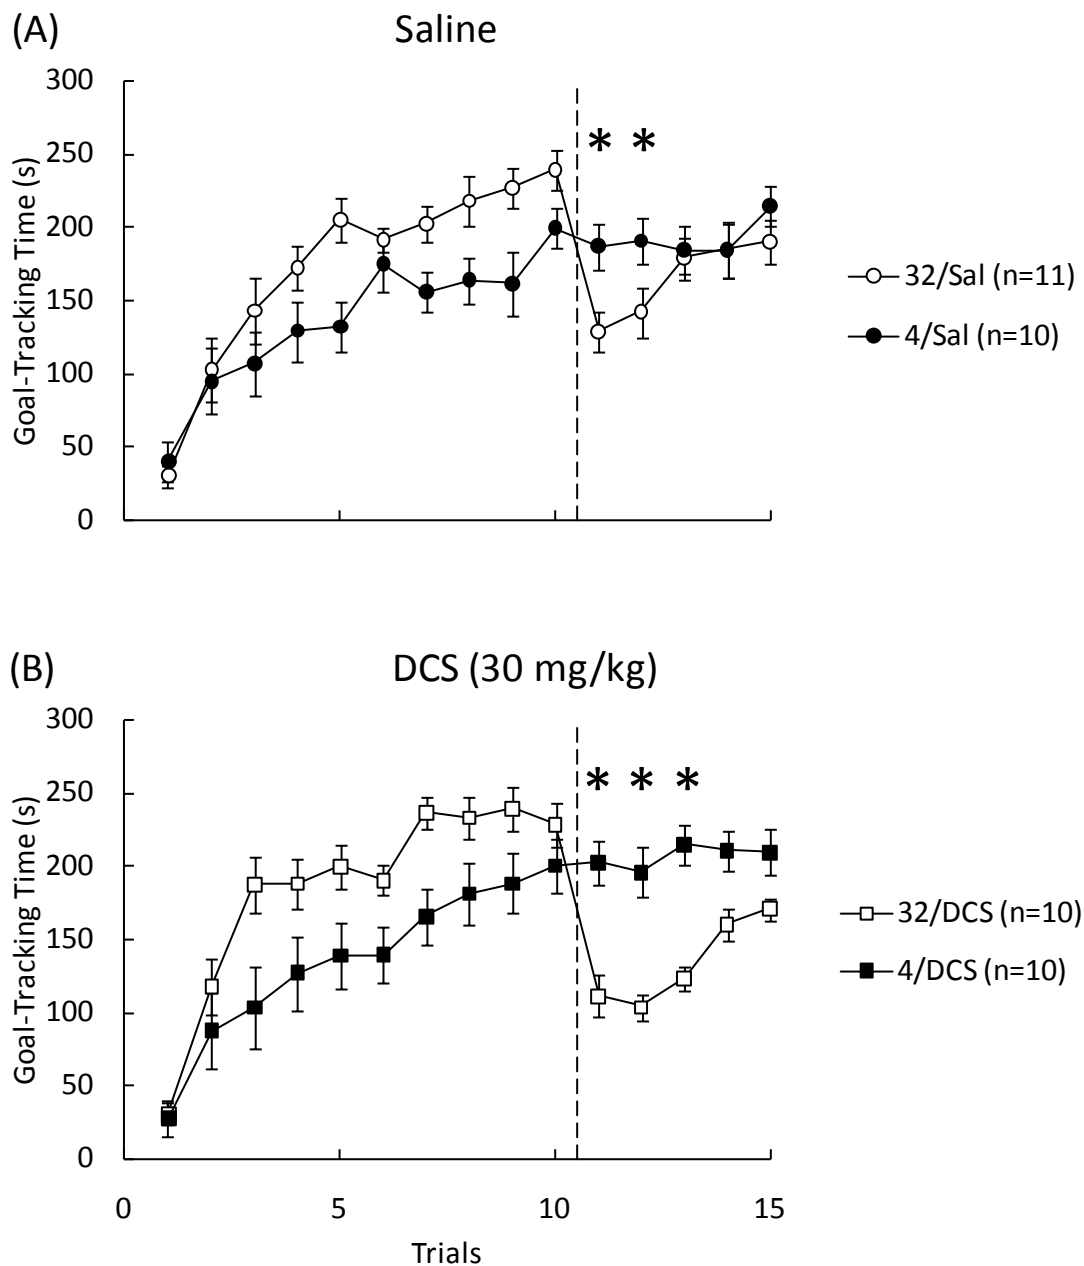 (A) Saline
300
250
200
150
100
50
0
Goal-Tracking Time (s)
* *
32/Sal (n=11)
4/Sal (n=10)
(B) DCS (30 mg/kg)
300
250
200
150
100
50
0
Goal-Tracking Time (s)
* * *
32/DCS (n=10)
4/DCS (n=10)
0 5 10 15
Trials